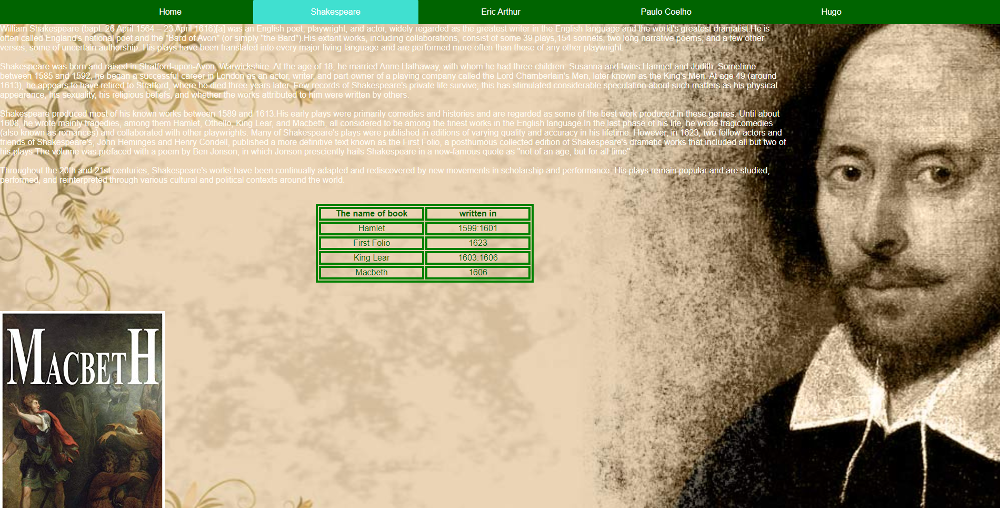 Home Shakespeare Eric Arthur Paulo Coelho Hugo
William Shakespeare (bapt. 26 April 1564 – 23 April 1616)[a] was an English poet, playwright, and actor, widely regarded as the greatest writer in the English language and the world's greatest dramatist.He is
often called England's national poet and the "Bard of Avon" (or simply "the Bard").His extant works, including collaborations, consist of some 39 plays,154 sonnets, two long narrative poems, and a few other
verses, some of uncertain authorship. His plays have been translated into every major living language and are performed more often than those of any other playwright.
Shakespeare was born and raised in Stratford-upon-Avon, Warwickshire. At the age of 18, he married Anne Hathaway, with whom he had three children: Susanna and twins Hamnet and Judith. Sometime
between 1585 and 1592, he began a successful career in London as an actor, writer, and part-owner of a playing company called the Lord Chamberlain's Men, later known as the King's Men. At age 49 (around
1613), he appears to have retired to Stratford, where he died three years later. Few records of Shakespeare's private life survive; this has stimulated considerable speculation about such matters as his physical
appearance, his sexuality, his religious beliefs, and whether the works attributed to him were written by others.
Shakespeare produced most of his known works between 1589 and 1613.His early plays were primarily comedies and histories and are regarded as some of the best work produced in these genres. Until about
1608, he wrote mainly tragedies, among them Hamlet, Othello, King Lear, and Macbeth, all considered to be among the finest works in the English language.In the last phase of his life, he wrote tragicomedies
(also known as romances) and collaborated with other playwrights. Many of Shakespeare's plays were published in editions of varying quality and accuracy in his lifetime. However, in 1623, two fellow actors and
friends of Shakespeare's, John Heminges and Henry Condell, published a more definitive text known as the First Folio, a posthumous collected edition of Shakespeare's dramatic works that included all but two of
his plays.The volume was prefaced with a poem by Ben Jonson, in which Jonson presciently hails Shakespeare in a now-famous quote as "not of an age, but for all time".
Throughout the 20th and 21st centuries, Shakespeare's works have been continually adapted and rediscovered by new movements in scholarship and performance. His plays remain popular and are studied,
performed, and reinterpreted through various cultural and political contexts around the world.
The name of book written in
Hamlet 1599:1601
First Folio 1623
King Lear 1603:1606
Macbeth 1606
MACBETH